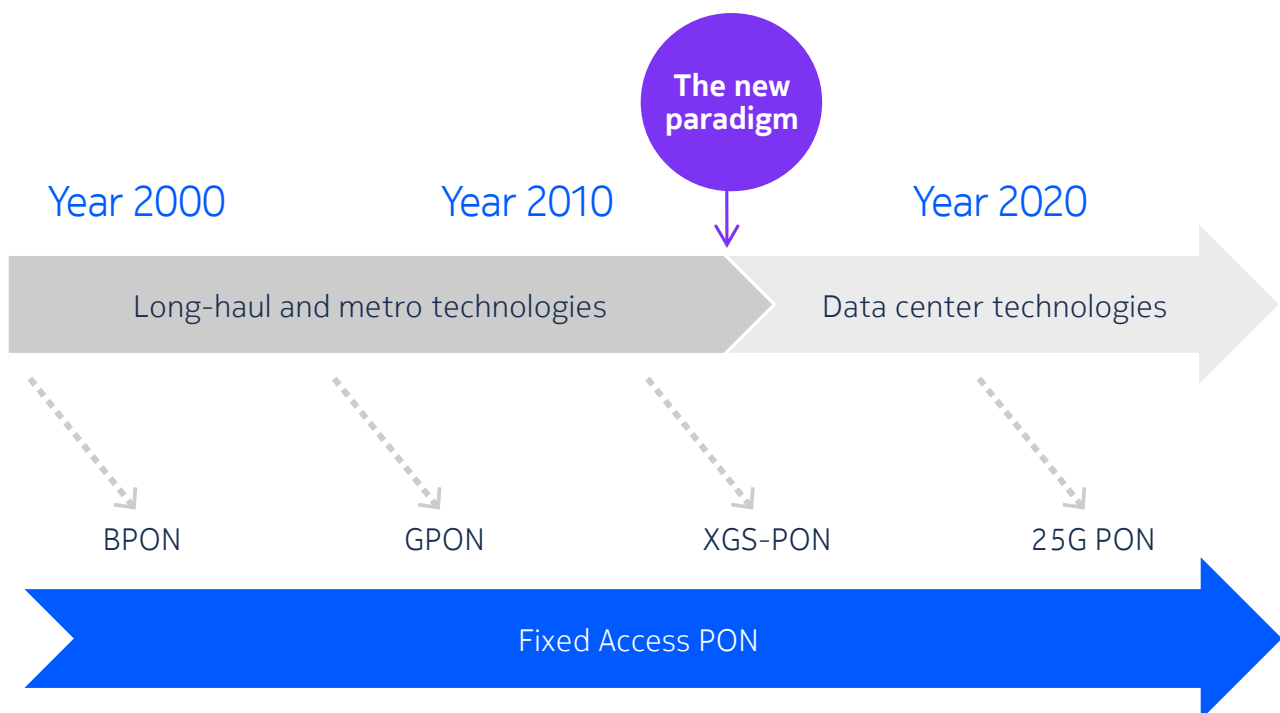 The new
paradigm
Year 2000
Year 2010
Year 2020
Long-haul and metro technologies
Data center technologies
BPON
GPON
XGS-PON
25G PON
Fixed Access PON